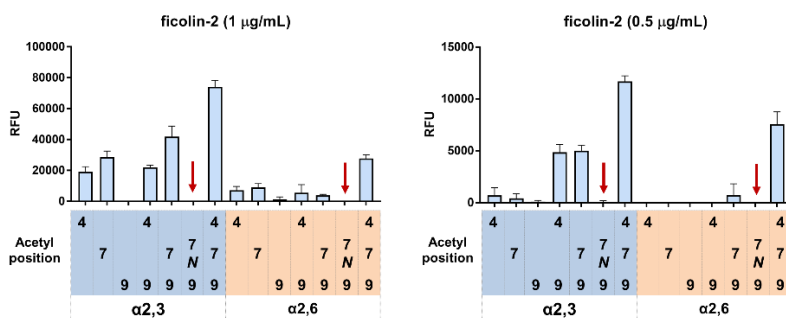 ficolin-2 (1 μg/mL)
100000
80000
60000
40000
20000
0
RFU
Acetyl
position
4 4 4 4 4 4
7 7 7 7 7 7 7 7
N N
9 9 9 9 9 9 9 9 9 9
α2,3 α2,6
ficolin-2 (0.5 μg/mL)
15000
10000
5000
0
RFU
Acetyl
position
4 4 4 4 4 4
7 7 7 7 7 7 7 7
N N
9 9 9 9 9 9 9 9 9 9
α2,3 α2,6